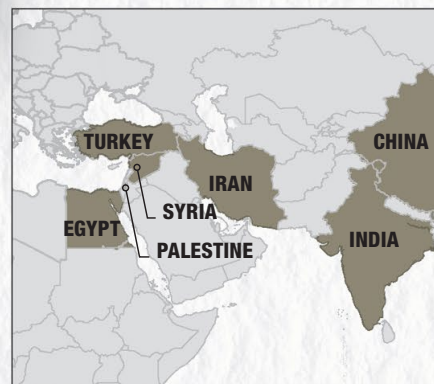 TURKEY
CHINA
IRAN
SYRIA
EGYPT
INDIA
PALESTINE